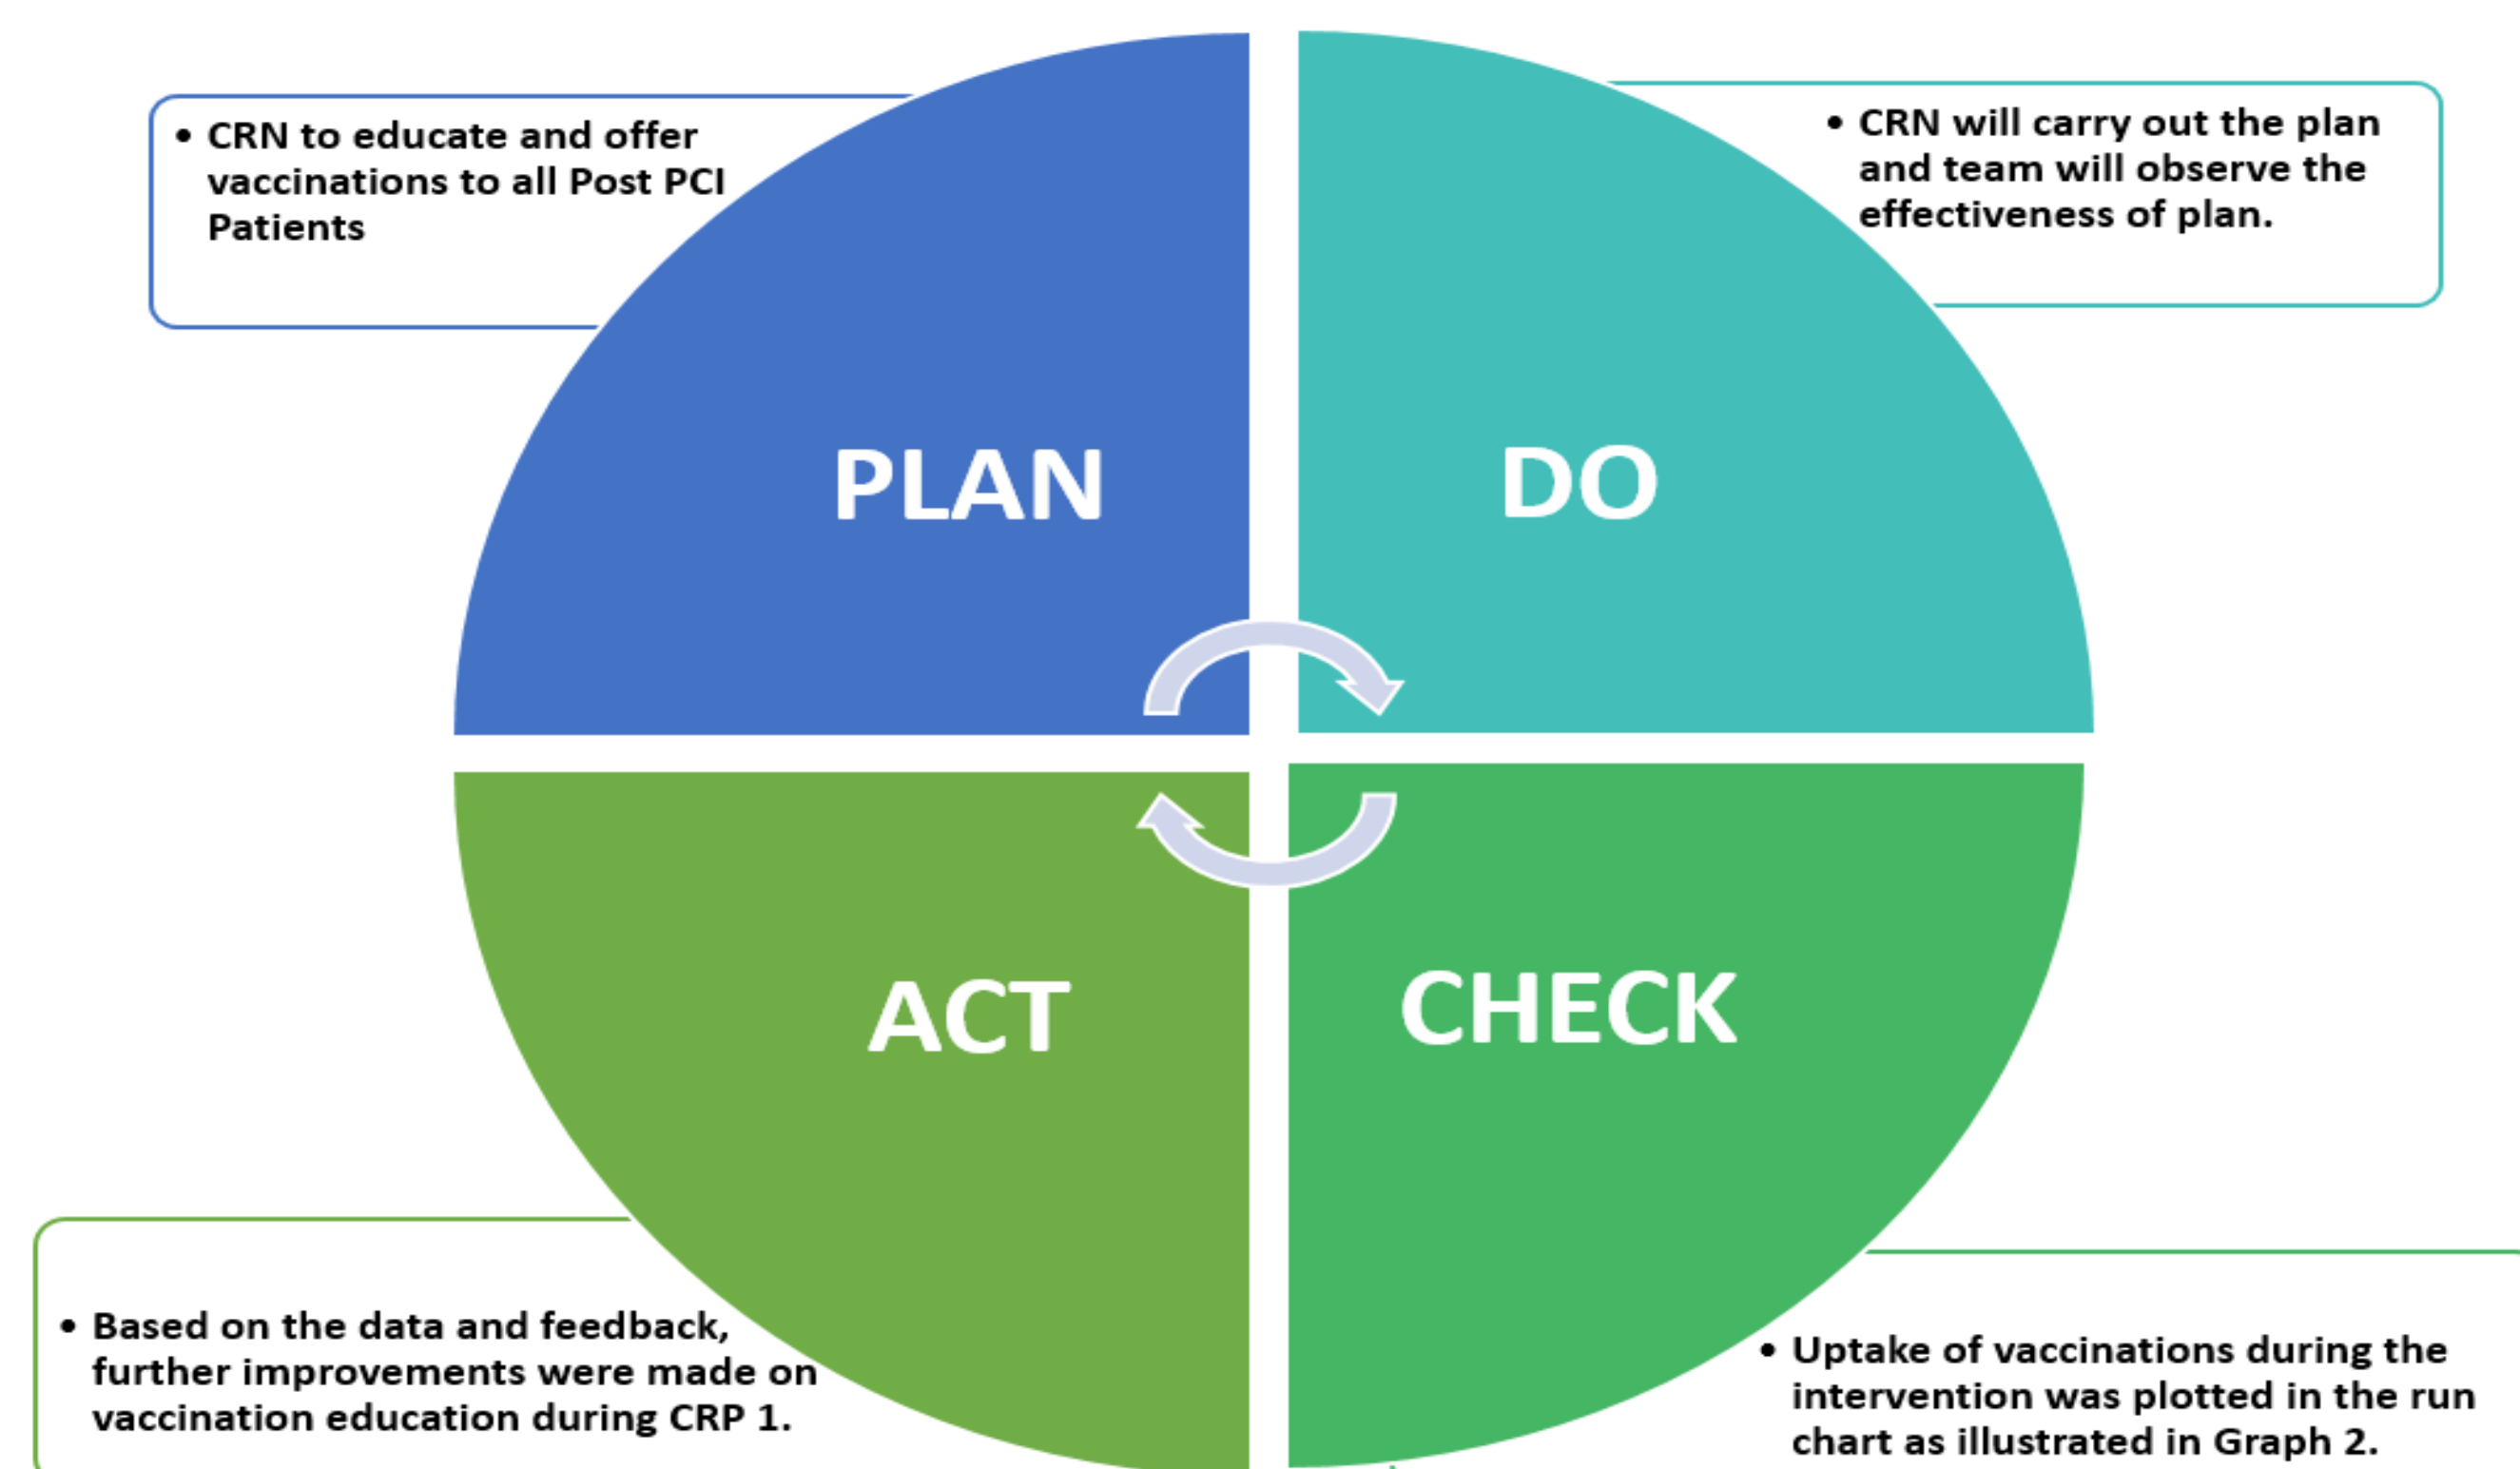 • CRN to educate and offer
vaccinations to all Post PCI
Patients
• CRN will carry out the plan
and team will observe the
effectiveness of plan.
PLAN
DO
ACT
CHECK
• Based on the data and feedback,
further improvements were made on
vaccination education during CRP 1.
• Uptake of vaccinations during the
intervention was plotted in the run
chart as illustrated in Graph 2.